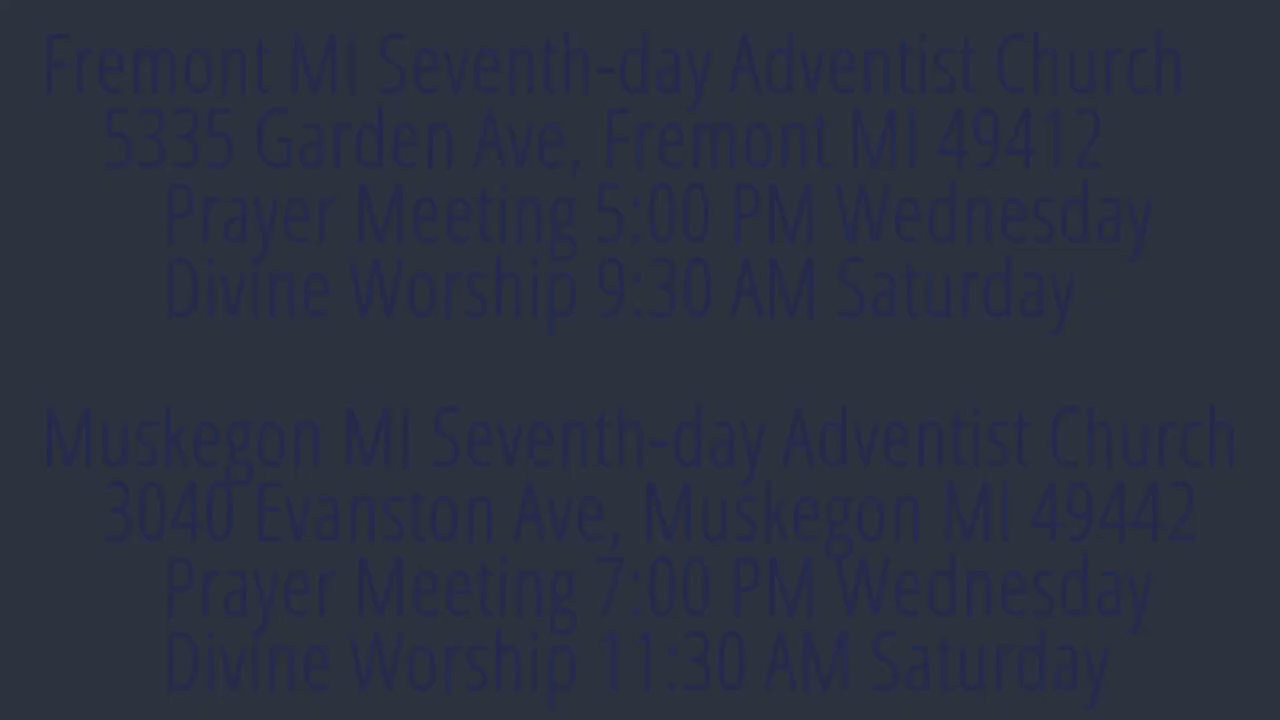 Fremont MI Seventh-day Adventist Church
5335 Garden Ave, Fremont MI 49412
Prayer Meeting 5:00 PM Wednesday
Divine Worship 9:30 AM Saturday
Muskegon MI Seventh-day Adventist Church
3040 Evanston Ave, Muskegon MI 49442
Prayer Meeting 7:00 PM Wednesday
Divine Worship 11:30 AM Saturday